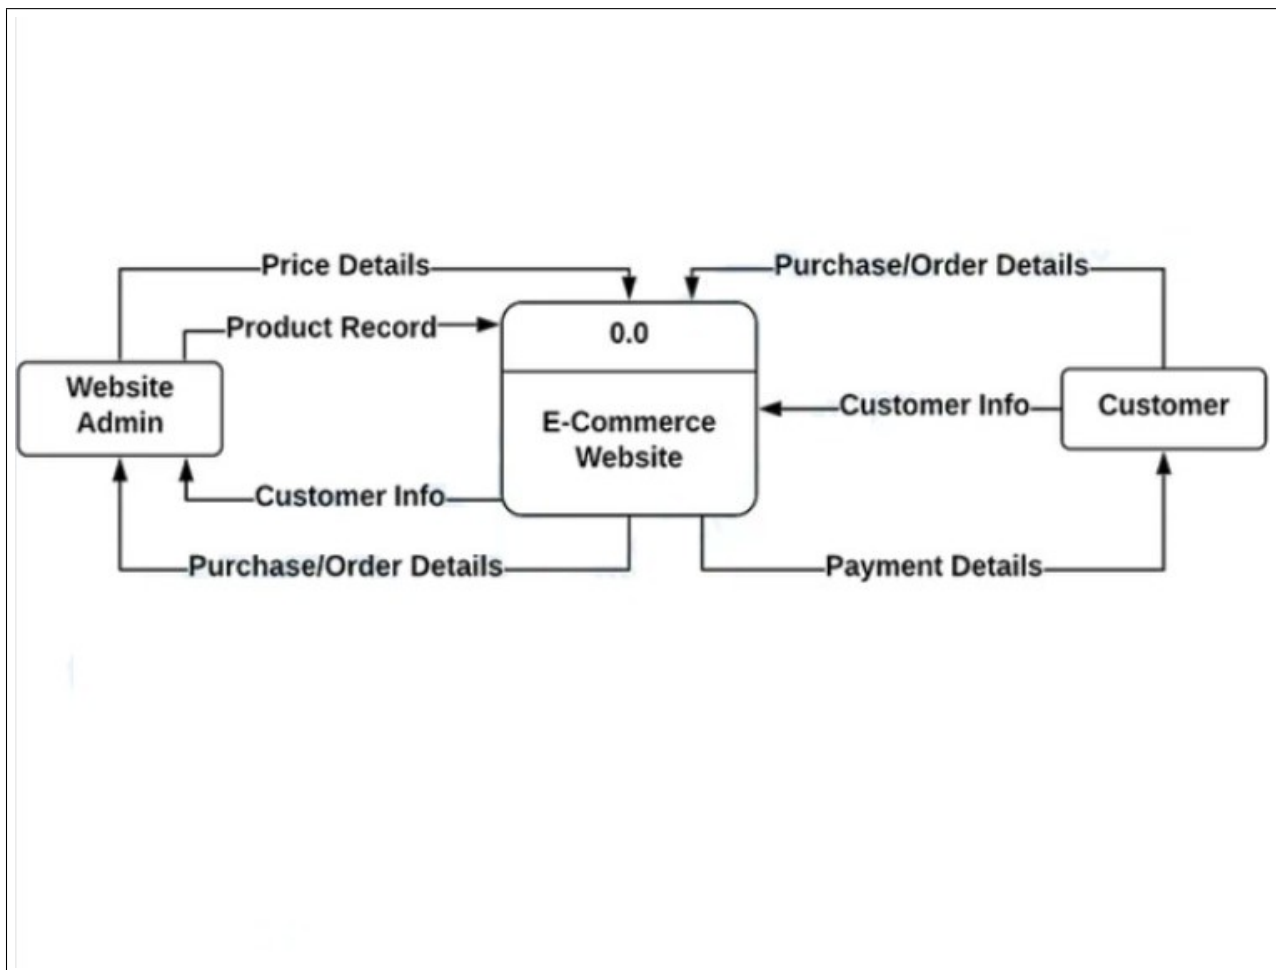 Price Details
Purchase/Order Details
Product Record
0.0
Website
Admin
E-Commerce
Website
Customer Info
Customer
Customer Info
Purchase/Order Details
Payment Details